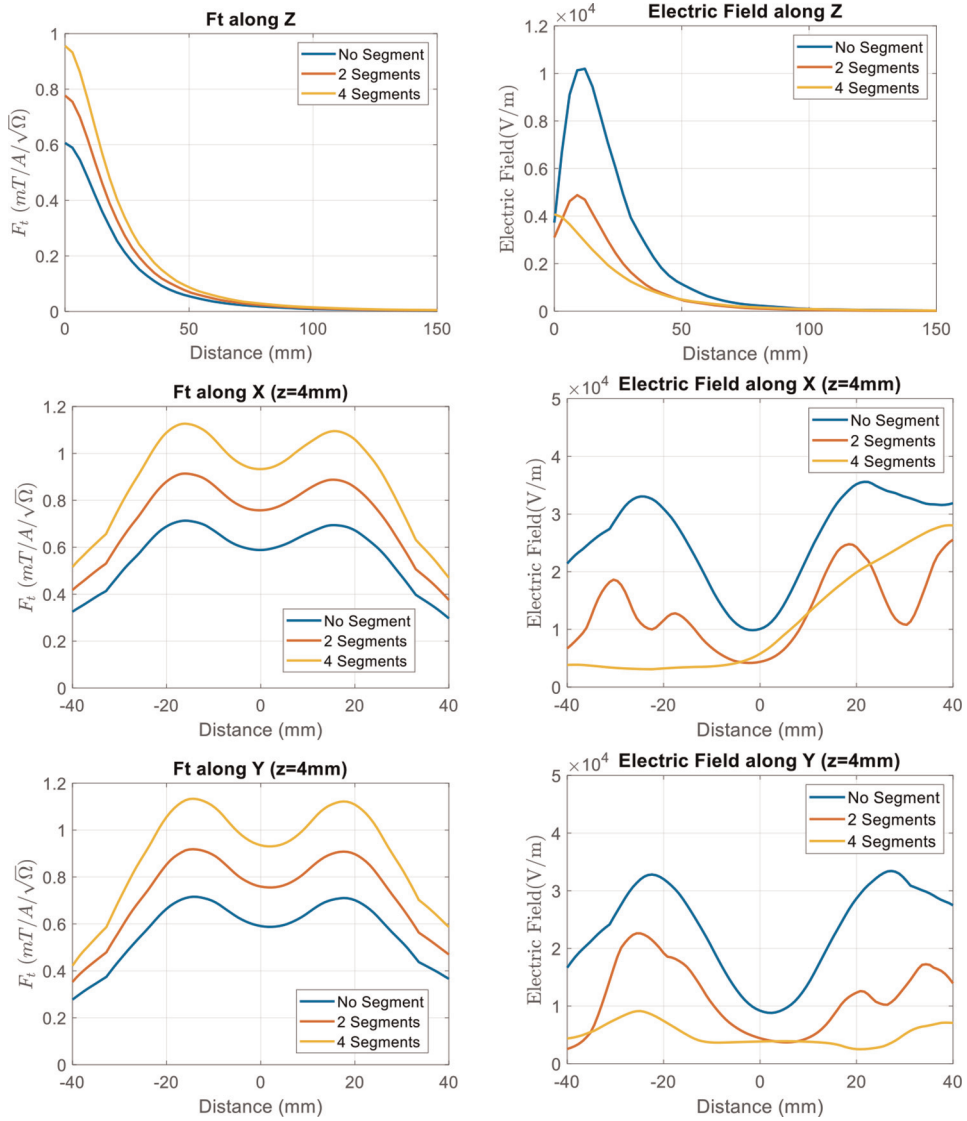 Ft along Z
1
0.8
0.6
0.4
0.2
0
F_t (mT/A/√Ω)
No Segment
2 Segments
4 Segments
0 50 100 150
Distance (mm)
Electric Field along Z
×10⁴
1.2
1
0.8
0.6
0.4
0.2
0
Electric Field(V/m)
No Segment
2 Segments
4 Segments
0 50 100 150
Distance (mm)
Ft along X (z=4mm)
1.2
1
0.8
0.6
0.4
0.2
0
F_t (mT/A/√Ω)
No Segment
2 Segments
4 Segments
-40 -20 0 20 40
Distance (mm)
Electric Field along X (z=4mm)
×10⁴
5
4
3
2
1
0
Electric Field(V/m)
No Segment
2 Segments
4 Segments
-40 -20 0 20 40
Distance (mm)
Ft along Y (z=4mm)
1.2
1
0.8
0.6
0.4
0.2
0
F_t (mT/A/√Ω)
No Segment
2 Segments
4 Segments
-40 -20 0 20 40
Distance (mm)
Electric Field along Y (z=4mm)
×10⁴
5
4
3
2
1
0
Electric Field(V/m)
No Segment
2 Segments
4 Segments
-40 -20 0 20 40
Distance (mm)